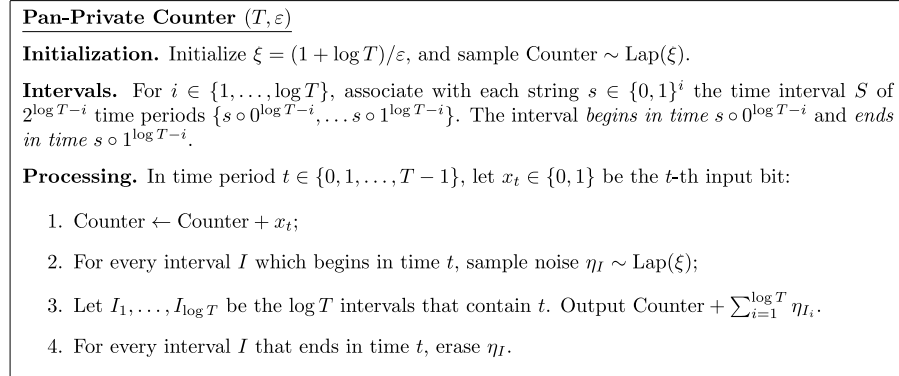 Pan-Private Counter (T, ε)
Initialization. Initialize ξ = (1 + log T)/ε, and sample Counter ∼ Lap(ξ).
Intervals. For i ∈ {1, . . . , log T}, associate with each string s ∈ {0, 1}^i the time interval S of
2^{log T−i} time periods {s ∘ 0^{log T−i}, . . . s ∘ 1^{log T−i}}. The interval begins in time s ∘ 0^{log T−i} and ends
in time s ∘ 1^{log T−i}.
Processing. In time period t ∈ {0, 1, . . . , T − 1}, let x_t ∈ {0, 1} be the t-th input bit:
1. Counter ← Counter + x_t;
2. For every interval I which begins in time t, sample noise η_I ∼ Lap(ξ);
3. Let I_1, . . . , I_{log T} be the log T intervals that contain t. Output Counter + ∑_{i=1}^{log T} η_{I_i}.
4. For every interval I that ends in time t, erase η_I.